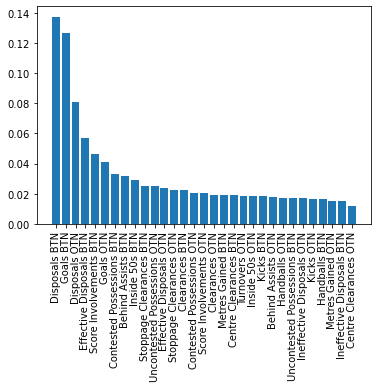 0.14
0.12
0.10
0.08
0.06
0.04
0.02
0.00
Disposals BTN
Goals BTN
Disposals OTN
Effective Disposals BTN
Score Involvements BTN
Goals OTN
Contested Possessions BTN
Behind Assists BTN
Inside 50s BTN
Stoppage Clearances BTN
Uncontested Possessions OTN
Effective Disposals OTN
Stoppage Clearances OTN
Clearances BTN
Contested Possessions OTN
Score Involvements OTN
Clearances OTN
Metres Gained BTN
Centre Clearances BTN
Turnovers OTN
Inside 50s OTN
Kicks BTN
Behind Assists OTN
Handballs OTN
Uncontested Possessions BTN
Ineffective Disposals OTN
Kicks OTN
Handballs BTN
Metres Gained OTN
Ineffective Disposals BTN
Centre Clearances OTN